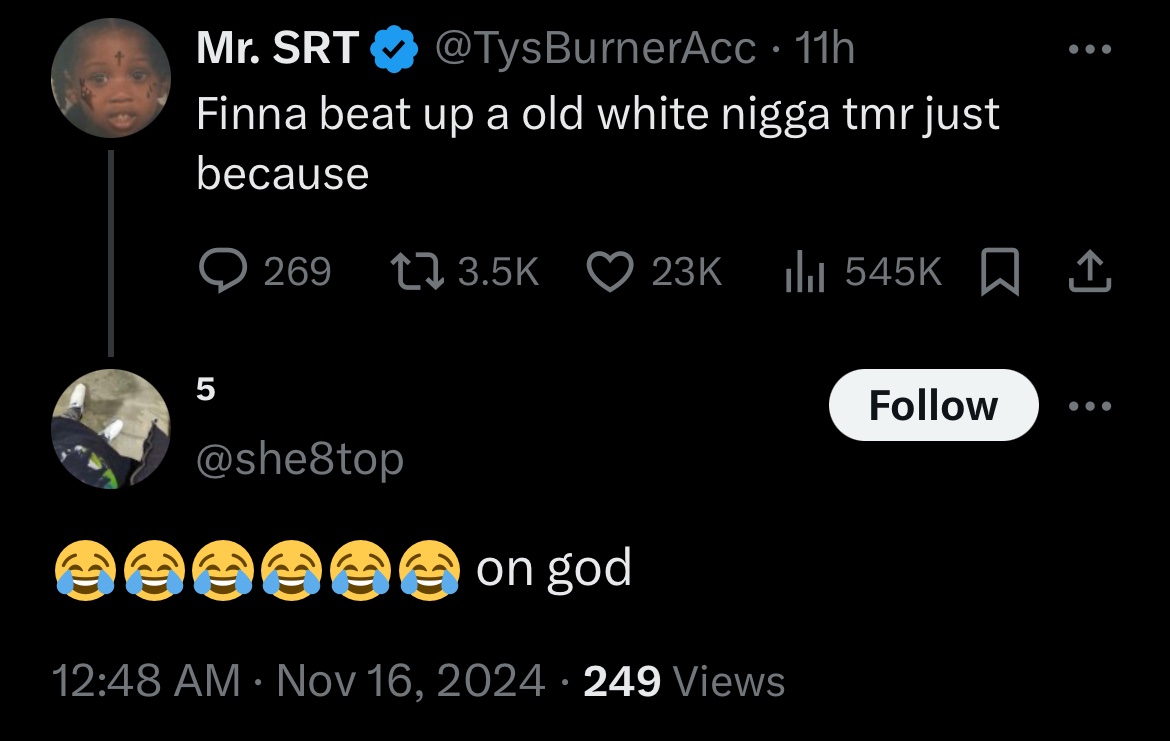 Mr. SRT @TysBurnerAcc · 11h
Finna beat up a old white nigga tmr just
because
269 3.5K 23K 545K
5
Follow
@she8top
😂😂😂😂😂😂 on god
12:48 AM · Nov 16, 2024 · 249 Views